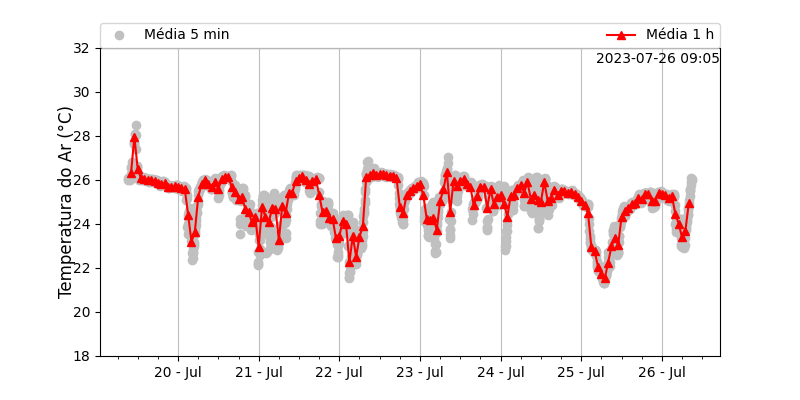 Média 5 min
Média 1 h
2023-07-26 09:05
Temperatura do Ar (°C)
32
30
28
26
24
22
20
18
20 - Jul
21 - Jul
22 - Jul
23 - Jul
24 - Jul
25 - Jul
26 - Jul